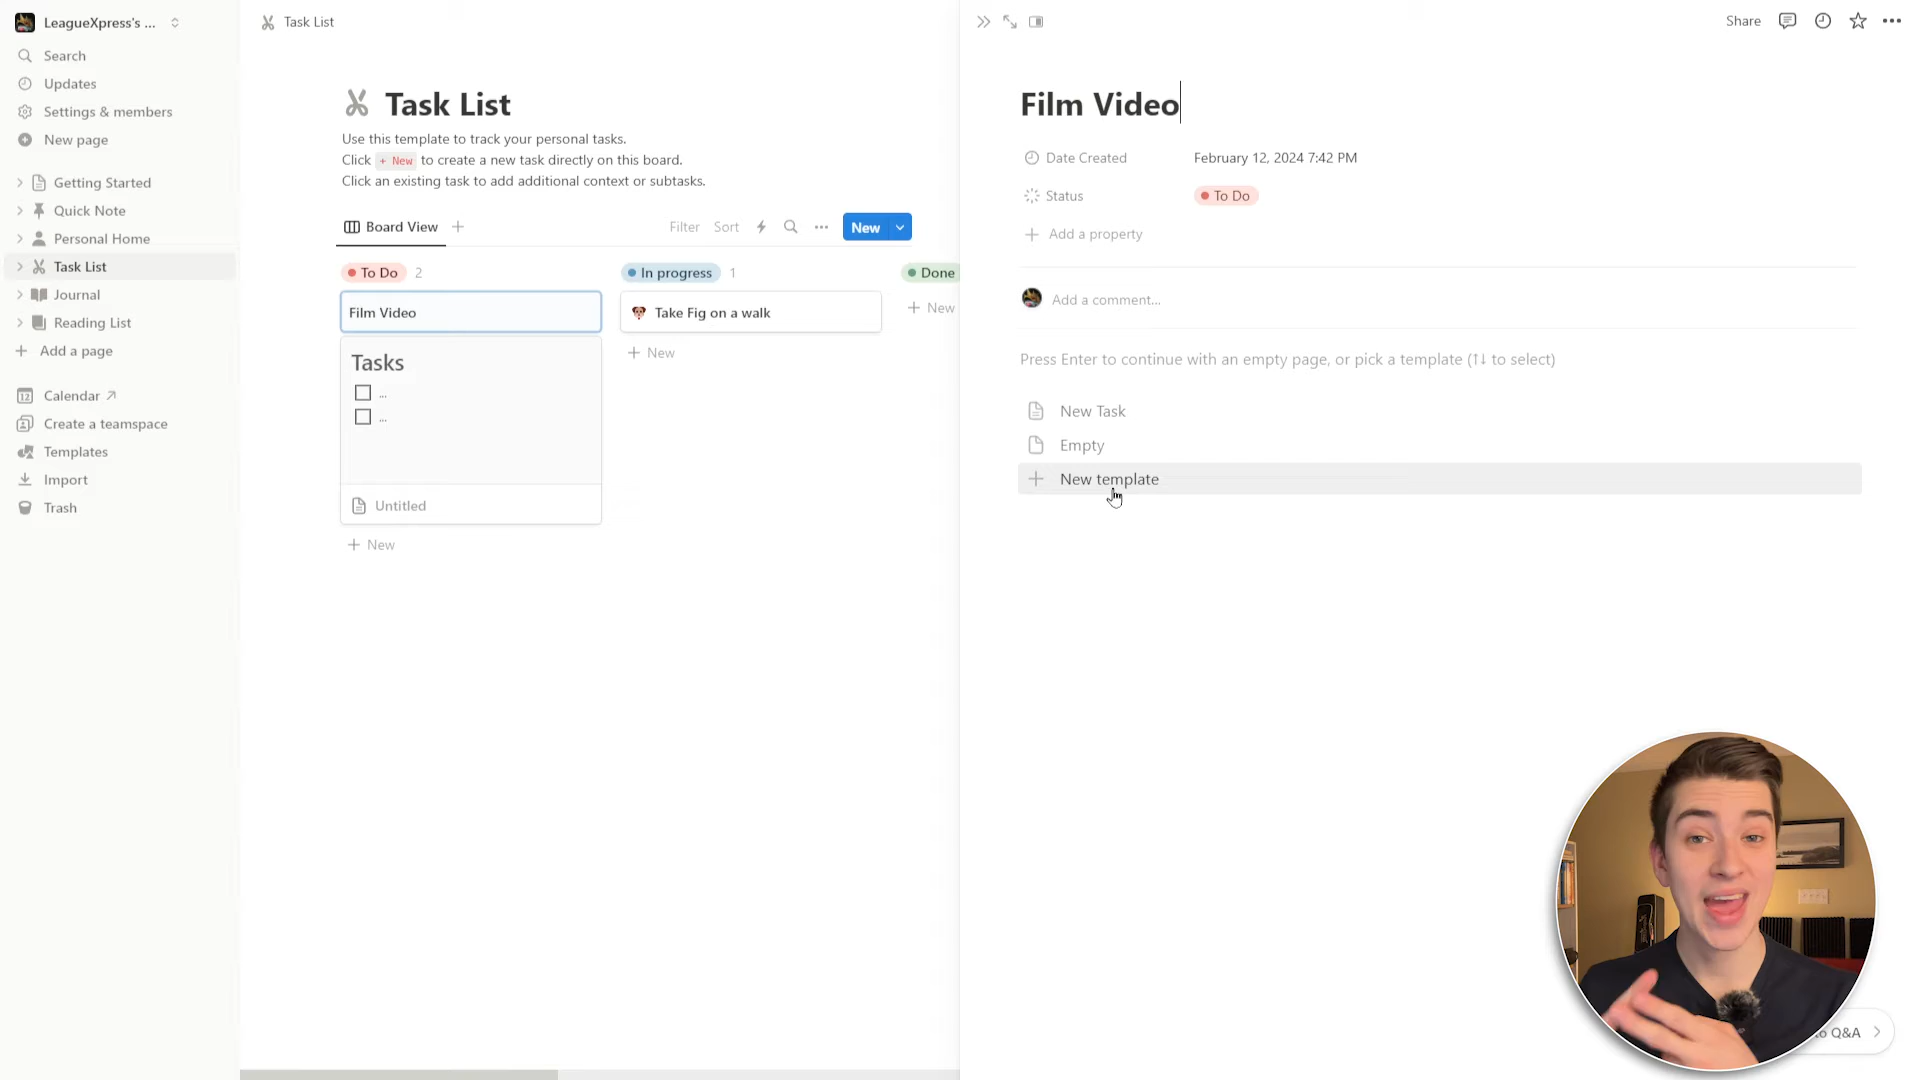 LeagueXpress's ...
Search
Updates
Settings & members
New page
Getting Started
Quick Note
Personal Home
Task List
Journal
Reading List
Add a page
12
Calendar ↗
Create a teamspace
Templates
Import
Trash
Task List
Task List
Use this template to track your personal tasks.
Click + New to create a new task directly on this board.
Click an existing task to add additional context or subtasks.
Board View
Filter
Sort
New
To Do 2
In progress 1
Done
Film Video
Tasks
...
...
Untitled
+ New
Take Fig on a walk
+ New
+ New
Share
Film Video
Date Created February 12, 2024 7:42 PM
Status To Do
+ Add a property
Add a comment...
Press Enter to continue with an empty page, or pick a template (↑↓ to select)
New Task
Empty
+ New template
Q&A